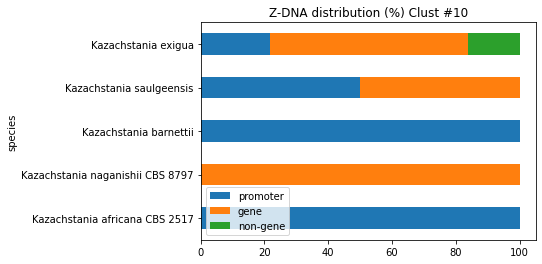 Z-DNA distribution (%) Clust #10
Kazachstania exigua
Kazachstania saulgeensis
Kazachstania barnettii
Kazachstania naganishii CBS 8797
Kazachstania africana CBS 2517
species
promoter
gene
non-gene
0 20 40 60 80 100